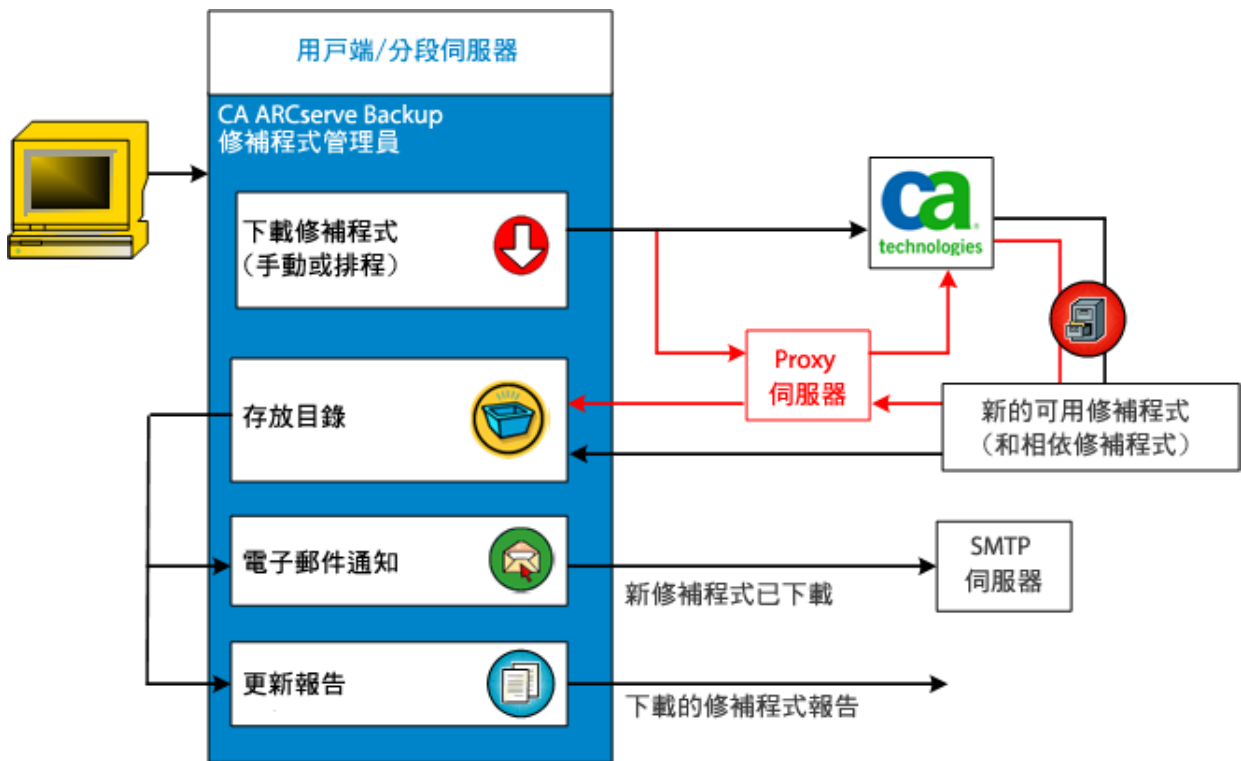 用戶端/分段伺服器
CA ARCserve Backup
修補程式管理員
下載修補程式
（手動或排程）
ca
technologies
Proxy
伺服器
存放目錄
新的可用修補程式
（和相依修補程式）
電子郵件通知
新修補程式已下載
SMTP
伺服器
更新報告
下載的修補程式報告